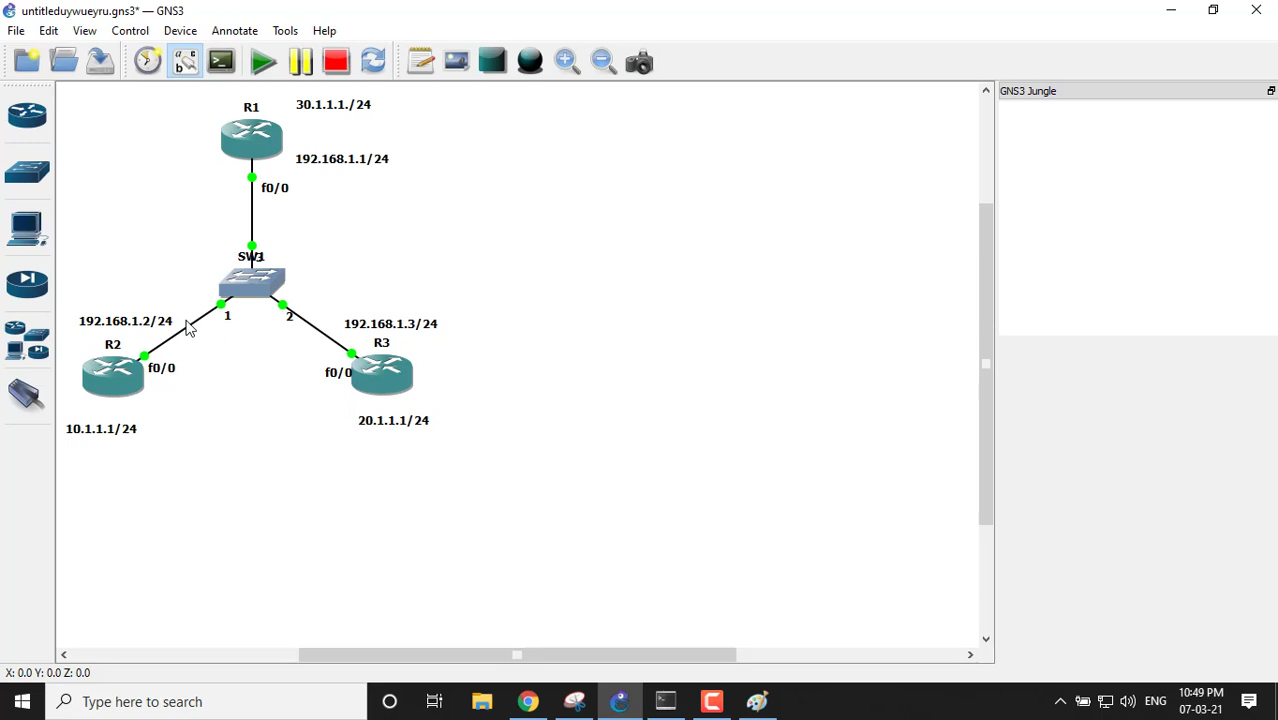 untitleduywueyru.gns3* — GNS3
File Edit View Control Device Annotate Tools Help
GNS3 Jungle
R1
30.1.1.1./24
192.168.1.1/24
f0/0
SW1
1
2
192.168.1.2/24
192.168.1.3/24
R2
R3
f0/0
f0/0
10.1.1.1/24
20.1.1.1/24
X: 0.0 Y: 0.0 Z: 0.0
Type here to search
ENG
10:49 PM
07-03-21